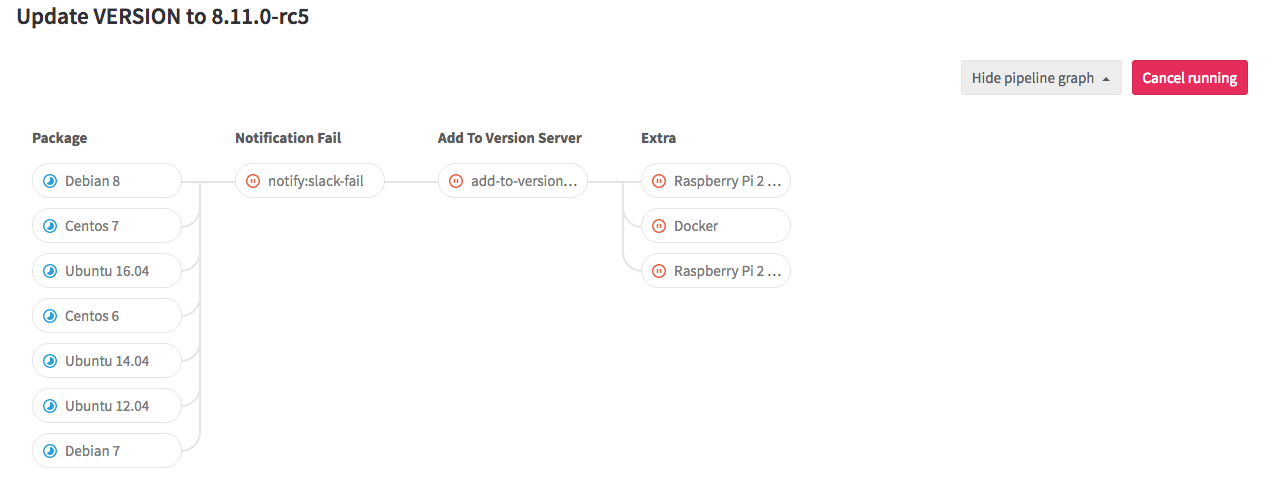 Update VERSION to 8.11.0-rc5
Hide pipeline graph
Cancel running
Package
Notification Fail
Add To Version Server
Extra
Debian 8
notify:slack-fail
add-to-version...
Raspberry Pi 2 ...
Centos 7
Docker
Ubuntu 16.04
Raspberry Pi 2 ...
Centos 6
Ubuntu 14.04
Ubuntu 12.04
Debian 7